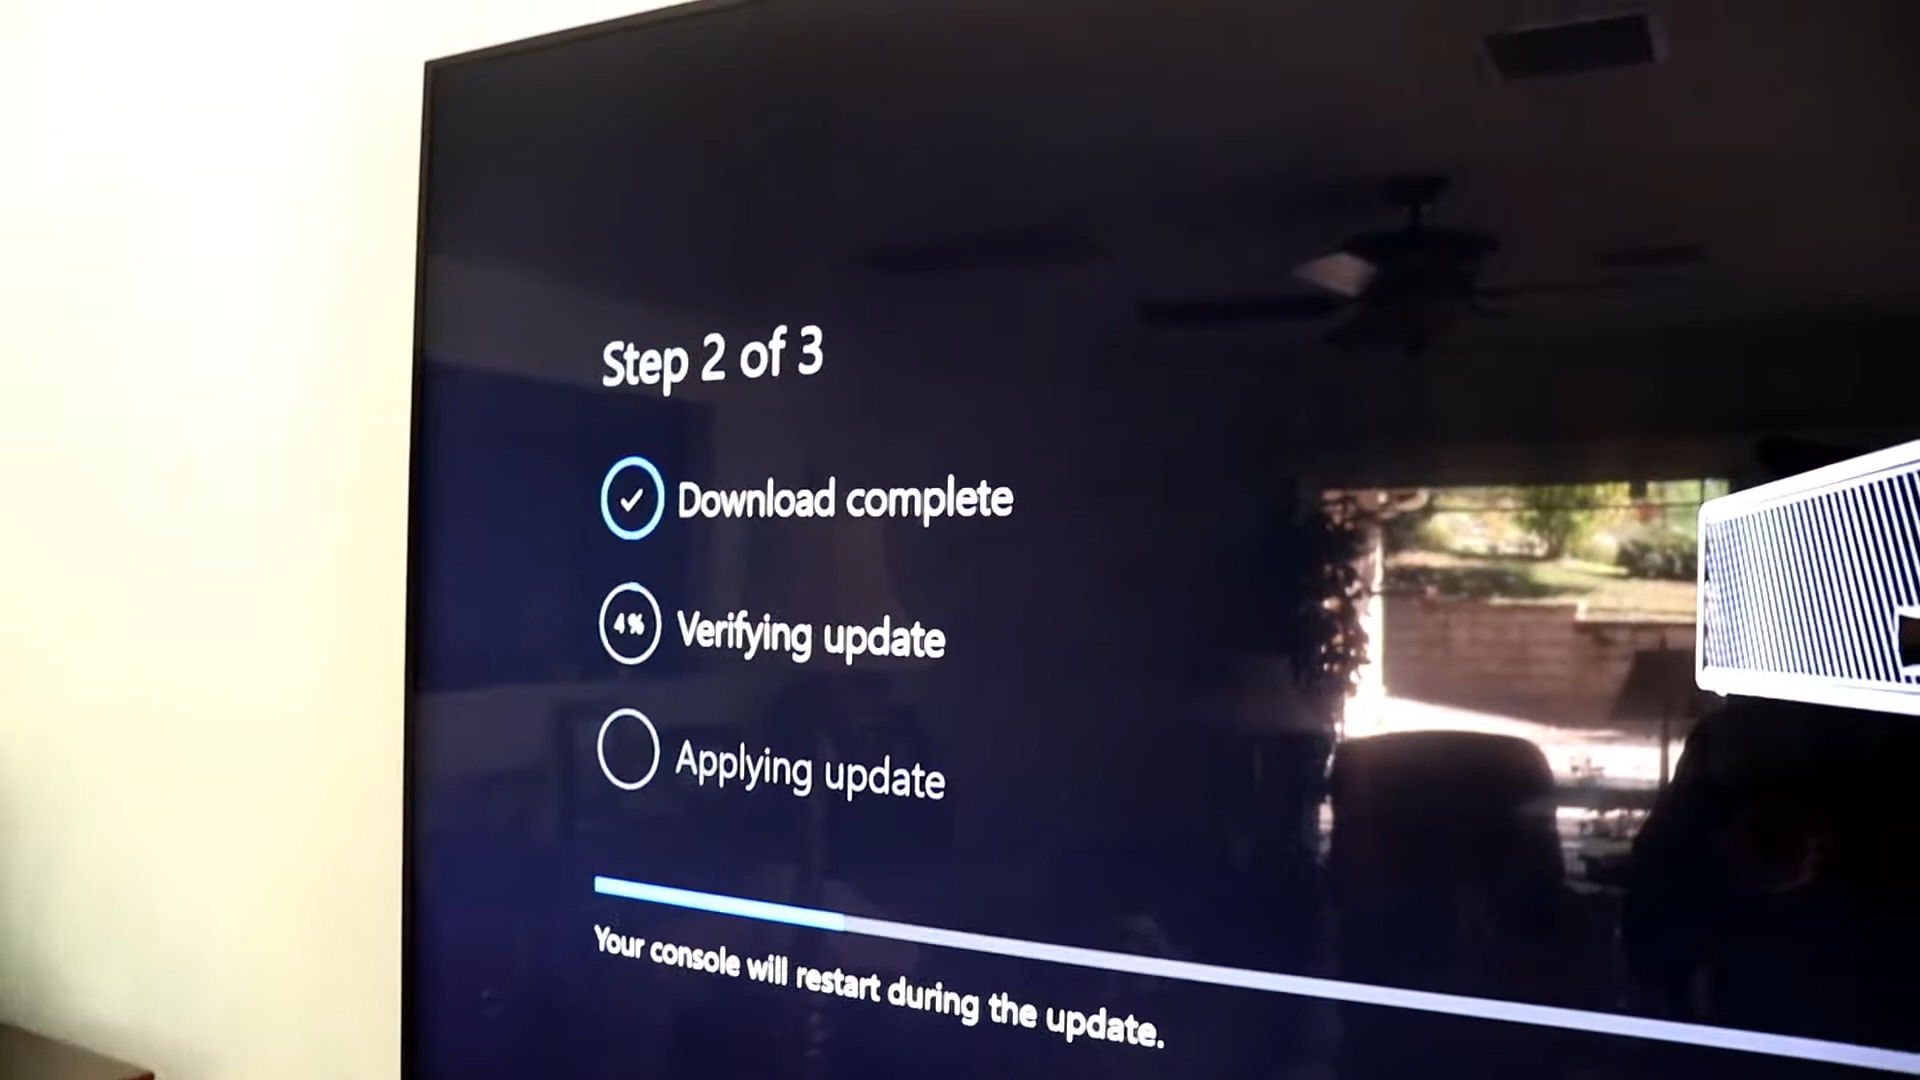 Step 2 of 3
Download complete
4%
Verifying update
Applying update
Your console will restart during the update.